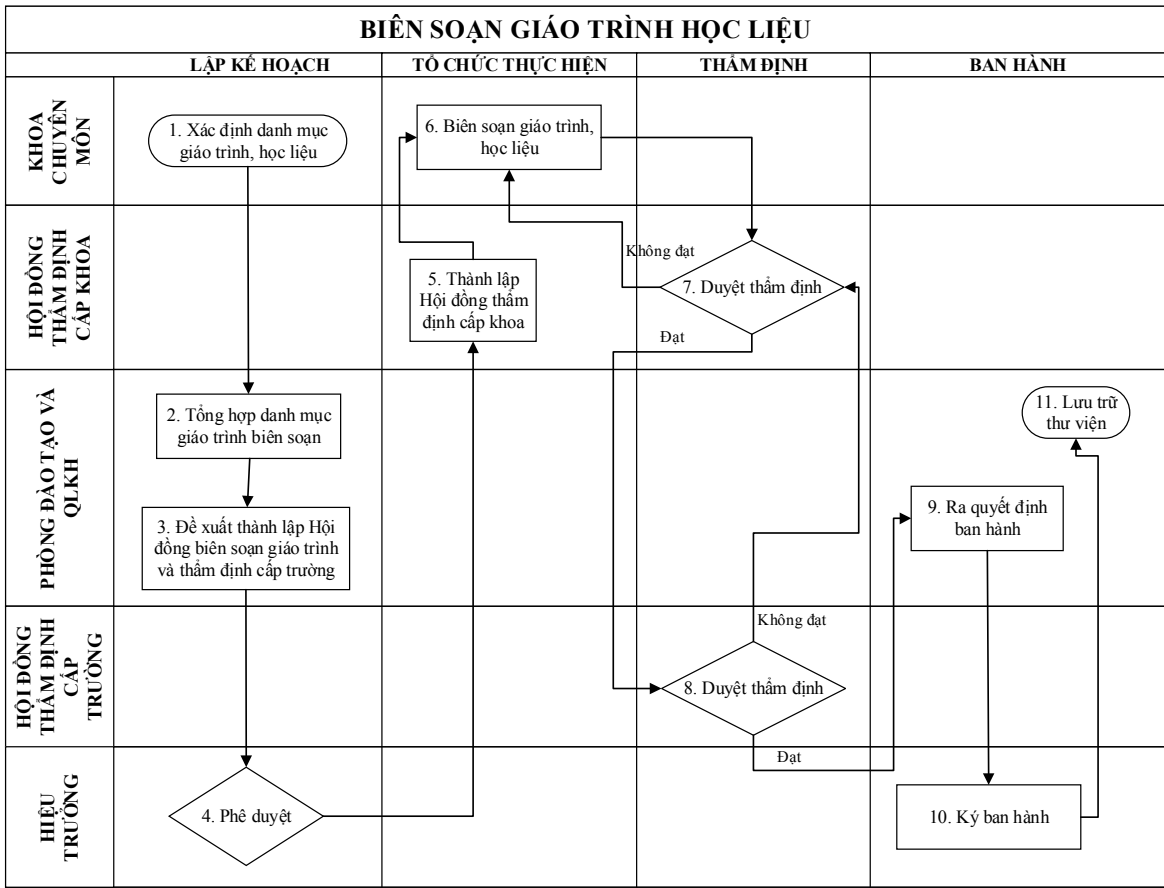 BIÊN SOẠN GIÁO TRÌNH HỌC LIỆU
LẬP KẾ HOẠCH
TỔ CHỨC THỰC HIỆN
THẨM ĐỊNH
BAN HÀNH
KHOA
CHUYÊN
MÔN
1. Xác định danh mục
giáo trình, học liệu
6. Biên soạn giáo trình,
học liệu
HỘI ĐỒNG
THẨM ĐỊNH
CẤP KHOA
5. Thành lập
Hội đồng thẩm
định cấp khoa
Không đạt
7. Duyệt thẩm định
Đạt
PHÒNG ĐÀO TẠO VÀ
QLKH
2. Tổng hợp danh mục
giáo trình biên soạn
3. Đề xuất thành lập Hội
đồng biên soạn giáo trình
và thẩm định cấp trường
11. Lưu trữ
thư viện
9. Ra quyết định
ban hành
HỘI ĐỒNG
THẨM ĐỊNH
CẤP
TRƯỜNG
Không đạt
8. Duyệt thẩm định
Đạt
HIỆU
TRƯỞNG
4. Phê duyệt
10. Ký ban hành